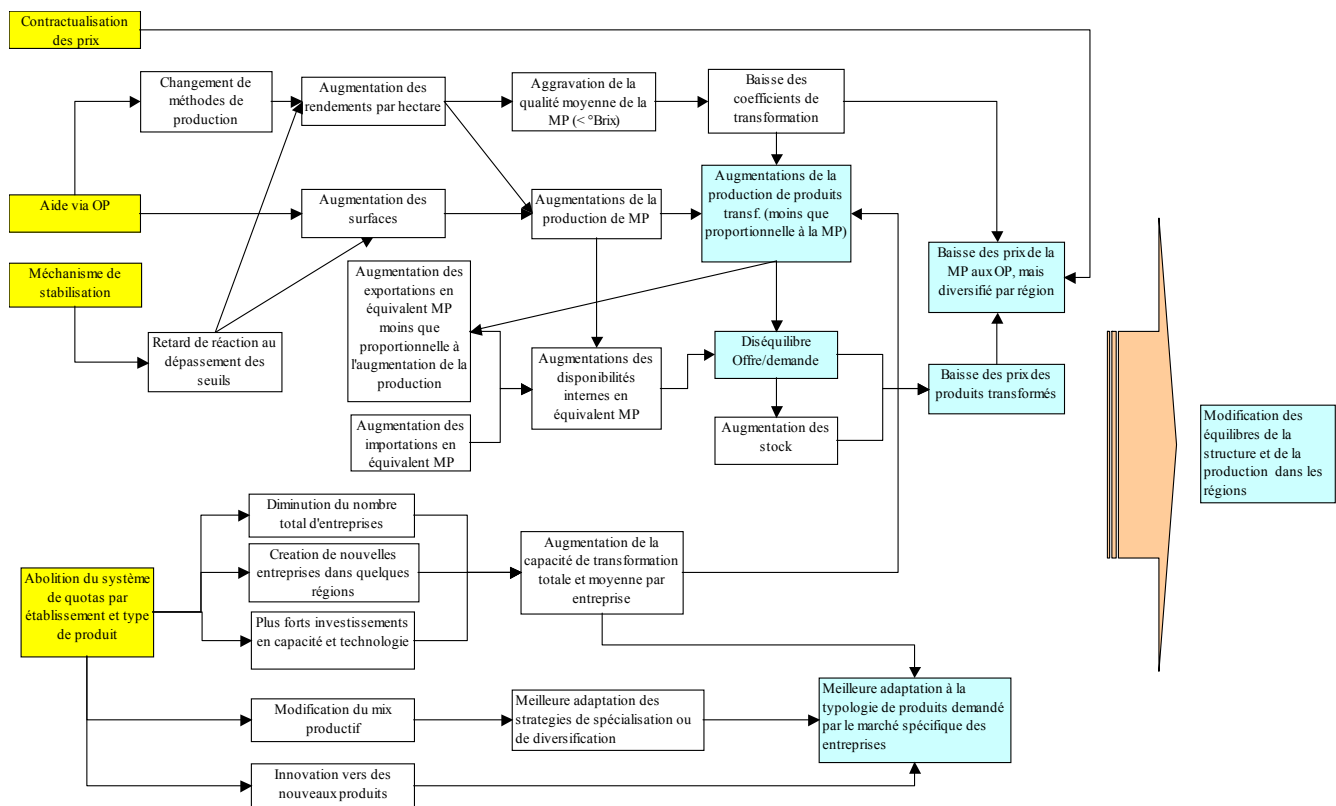 Contractualisation
des prix
Changement de
méthodes de
production
Augmentation des
rendements par hectare
Aggravation de la
qualité moyenne de la
MP (< °Brix)
Baisse des
coefficients de
transformation
Aide via OP
Augmentation des
surfaces
Augmentations de la
production de MP
Augmentations de la
production de produits
transf. (moins que
proportionnelle à la MP)
Baisse des prix de la
MP aux OP, mais
diversifié par région
Méchanisme de
stabilisation
Retard de réaction au
dépassement des
seuils
Augmentation des
exportations en
équivalent MP
moins que
proportionnelle à
l'augmentation de la
production
Augmentations des
disponibilités
internes en
équivalent MP
Diséquilibre
Offre/demande
Baisse des prix des
produits transformés
Augmentation des
importations en
équivalent MP
Augmentation des
stock
Modification des
équilibres de la
structure et de la
production dans les
régions
Diminution du nombre
total d'entreprises
Creation de nouvelles
entreprises dans quelques
régions
Plus forts investissements
en capacité et technologie
Augmentation de la
capacité de transformation
totale et moyenne par
entreprise
Abolition du système
de quotas par
établissement et type
de produit
Modification du mix
productif
Meilleure adaptation des
strategies de spécialisation ou
de diversification
Meilleure adaptation à la
typologie de produits demandé
par le marché spécifique des
entreprises
Innovation vers des
nouveaux produits